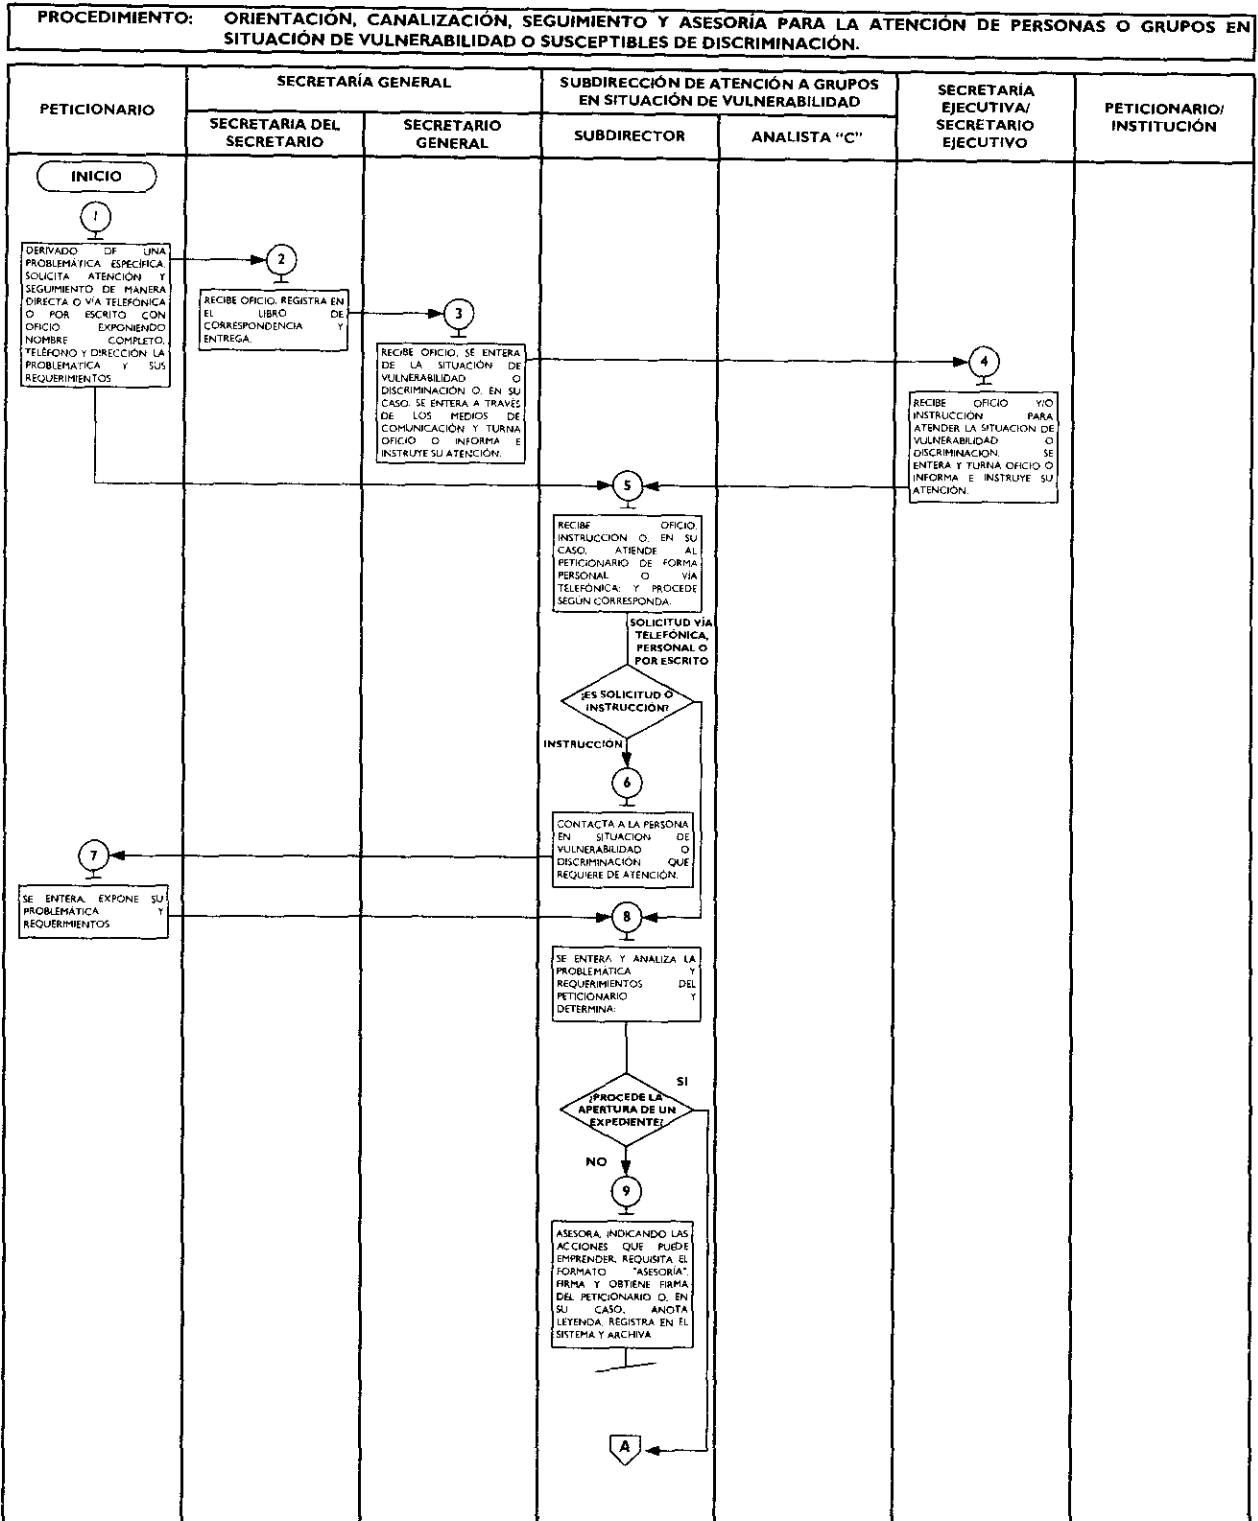 PROCEDIMIENTO: ORIENTACIÓN, CANALIZACIÓN, SEGUIMIENTO Y ASESORÍA PARA LA ATENCIÓN DE PERSONAS O GRUPOS EN
SITUACIÓN DE VULNERABILIDAD O SUSCEPTIBLES DE DISCRIMINACIÓN.
PETICIONARIO
SECRETARÍA GENERAL
SECRETARIA DEL
SECRETARIO
SECRETARIO
GENERAL
SUBDIRECCIÓN DE ATENCIÓN A GRUPOS
EN SITUACIÓN DE VULNERABILIDAD
SUBDIRECTOR
ANALISTA "C"
SECRETARÍA
EJECUTIVA/
SECRETARIO
EJECUTIVO
PETICIONARIO/
INSTITUCIÓN
INICIO
1
DERIVADO DE UNA
PROBLEMÁTICA ESPECÍFICA,
SOLICITA ATENCIÓN Y
SEGUIMIENTO DE MANERA
DIRECTA O VÍA TELEFÓNICA
O POR ESCRITO CON
OFICIO EXPONIENDO
NOMBRE COMPLETO,
TELÉFONO Y DIRECCIÓN LA
PROBLEMATICA Y SUS
REQUERIMIENTOS
2
RECIBE OFICIO, REGISTRA EN
EL LIBRO DE
CORRESPONDENCIA Y
ENTREGA.
3
RECIBE OFICIO, SE ENTERA
DE LA SITUACIÓN DE
VULNERABILIDAD O
DISCRIMINACIÓN O, EN SU
CASO, SE ENTERA A TRAVÉS
DE LOS MEDIOS DE
COMUNICACIÓN Y TURNA
OFICIO O INFORMA E
INSTRUYE SU ATENCIÓN.
4
RECIBE OFICIO Y/O
INSTRUCCIÓN PARA
ATENDER LA SITUACION DE
VULNERABILIDAD O
DISCRIMINACION, SE
ENTERA Y TURNA OFICIO O
INFORMA E INSTRUYE SU
ATENCIÓN.
5
RECIBE OFICIO,
INSTRUCCIÓN O, EN SU
CASO, ATIENDE AL
PETICIONARIO DE FORMA
PERSONAL O VÍA
TELEFÓNICA; Y PROCEDE
SEGÚN CORRESPONDA.
SOLICITUD VÍA
TELEFÓNICA,
PERSONAL O
POR ESCRITO
¿ES SOLICITUD O
INSTRUCCIÓN?
INSTRUCCIÓN
6
CONTACTA A LA PERSONA
EN SITUACION DE
VULNERABILIDAD O
DISCRIMINACIÓN QUE
REQUIERE DE ATENCIÓN.
7
SE ENTERA, EXPONE SU
PROBLEMÁTICA Y
REQUERIMIENTOS
8
SE ENTERA Y ANALIZA LA
PROBLEMÁTICA Y
REQUERIMIENTOS DEL
PETICIONARIO Y
DETERMINA:
¿PROCEDE LA
APERTURA DE UN
EXPEDIENTE?
SI
NO
9
ASESORA, INDICANDO LAS
ACCIONES QUE PUEDE
EMPRENDER, REQUISITA EL
FORMATO "ASESORÍA",
FIRMA Y OBTIENE FIRMA
DEL PETICIONARIO O, EN
SU CASO, ANOTA
LEYENDA, REGISTRA EN EL
SISTEMA Y ARCHIVA
A